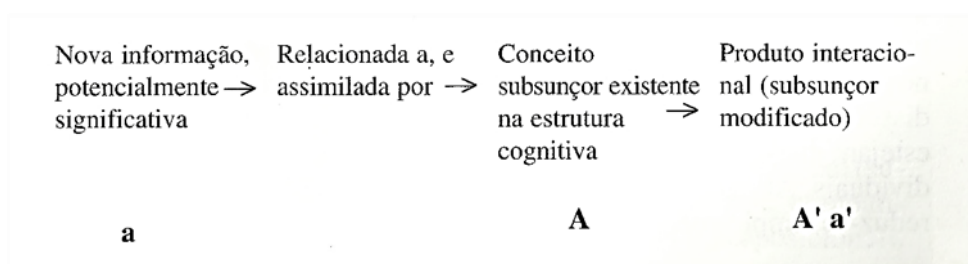 Nova informação,
potencialmente →
significativa
a
Relacionada a, e
assimilada por →
Conceito
subsunçor existente
na estrutura →
cognitiva
A
Produto interacio-
nal (subsunçor
modificado)
A' a'